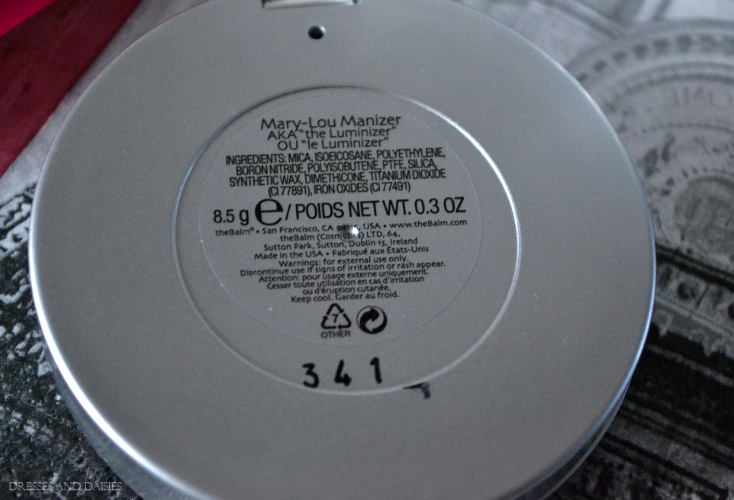 Mary-Lou Manizer
AKA "the Luminizer"
OU "le Luminizer"
INGREDIENTS: MICA, ISOEICOSANE, POLYETHYLENE,
BORON NITRIDE, POLYISOBUTENE, PTFE, SILICA,
SYNTHETIC WAX, DIMETHICONE, TITANIUM DIOXIDE
(CI 77891), IRON OXIDES (CI 77491)
8.5 g ℮ / POIDS NET WT. 0.3 OZ
theBalm® • San Francisco, CA USA • www.theBalm.com
theBalm LTD, 64,
Sutton Park, Sutton, Dublin 13, Ireland
Made in the USA • Fabriqué aux États-Unis
Warnings: for external use only.
Discontinue use if signs of irritation or rash appear.
Attention: pour usage externe uniquement.
Cesser toute utilisation en cas d'irritation
ou d'éruption cutanée.
Keep cool. Garder au froid.
7
OTHER
341
DRESSES AND DAISIES